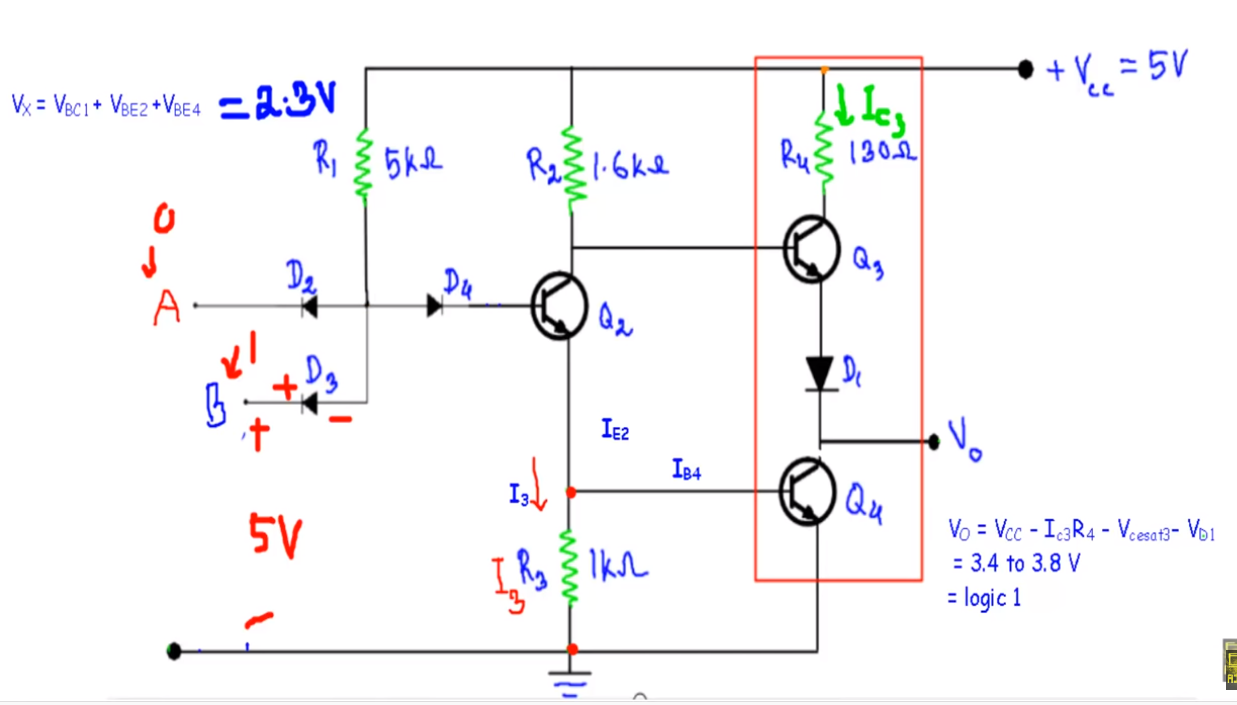 + Vcc = 5V
Vx = VBC1 + VBE2 +VBE4 = 2.3V
Ic3
R1 5kΩ
R2 1.6kΩ
R4 130Ω
0
A
D2
D4
Q2
Q3
1
B
+ D3 -
+
D1
IE2
Vo
IB4
I3
Q4
5V
I3 R3 1kΩ
-
Vo = Vcc - Ic3R4 - Vcesat3- VD1
= 3.4 to 3.8 V
= logic 1